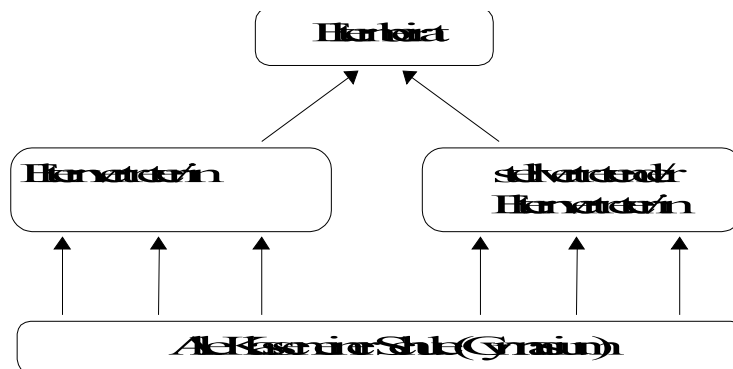 Elternbeirat
Elternvertreter/in
stellvertretende/r
Elternvertreter/in
Alle Klassen einer Schule (Gymnasium)